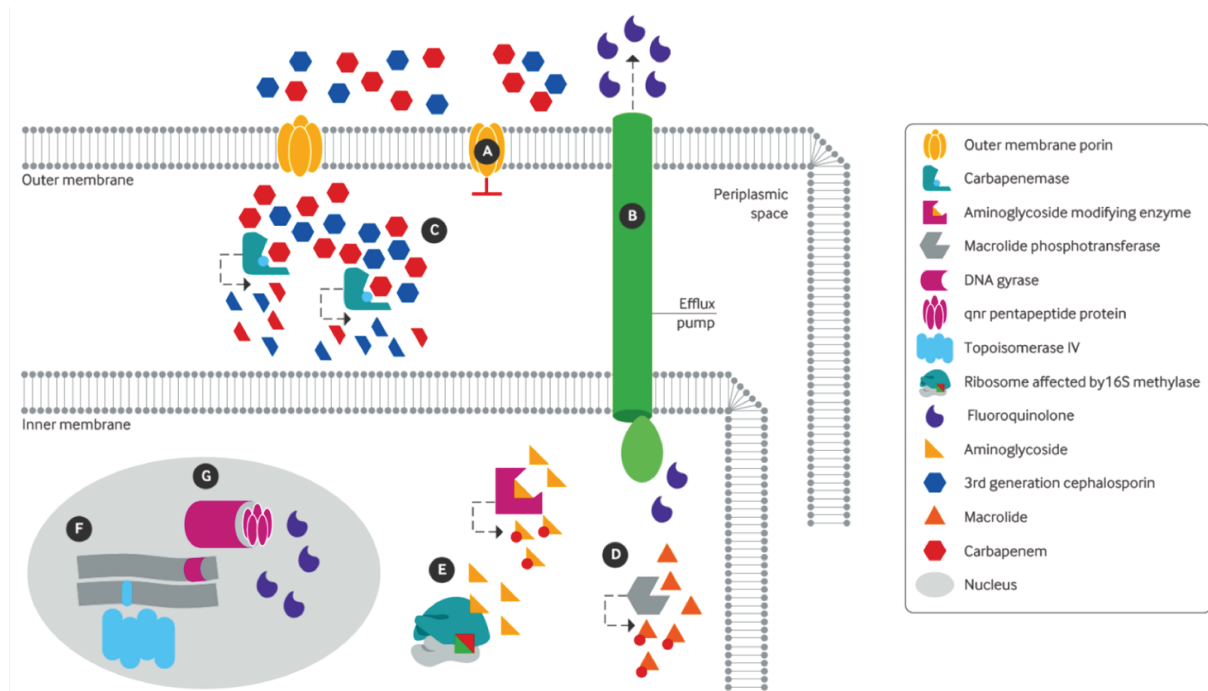 A
Outer membrane
Periplasmic
space
B
C
Efflux
pump
Inner membrane
G
F
E
D
Outer membrane porin
Carbapenemase
Aminoglycoside modifying enzyme
Macrolide phosphotransferase
DNA gyrase
qnr pentapeptide protein
Topoisomerase IV
Ribosome affected by16S methylase
Fluoroquinolone
Aminoglycoside
3rd generation cephalosporin
Macrolide
Carbapenem
Nucleus